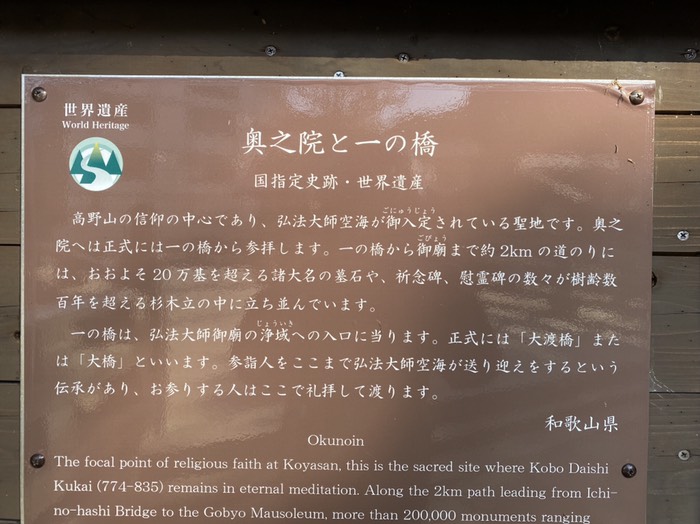 世界遺産
World Heritage
奥之院と一の橋
国指定史跡・世界遺産
ごにゅうじょう
高野山の信仰の中心であり、弘法大師空海が御入定されている聖地です。奥之
ごびょう
院へは正式には一の橋から参拝します。一の橋から御廟まで約2kmの道のりに
は、おおよそ20万基を超える諸大名の墓石や、祈念碑、慰霊碑の数々が樹齢数
百年を超える杉木立の中に立ち並んでいます。
じょういき
一の橋は、弘法大師御廟の浄域への入口に当ります。正式には「大渡橋」また
は「大橋」といいます。参詣人をここまで弘法大師空海が送り迎えをするという
伝承があり、お参りする人はここで礼拝して渡ります。
和歌山県
Okunoin
The focal point of religious faith at Koyasan, this is the sacred site where Kobo Daishi
Kukai (774-835) remains in eternal meditation. Along the 2km path leading from Ichi-
no-hashi Bridge to the Gobyo Mausoleum, more than 200,000 monuments ranging